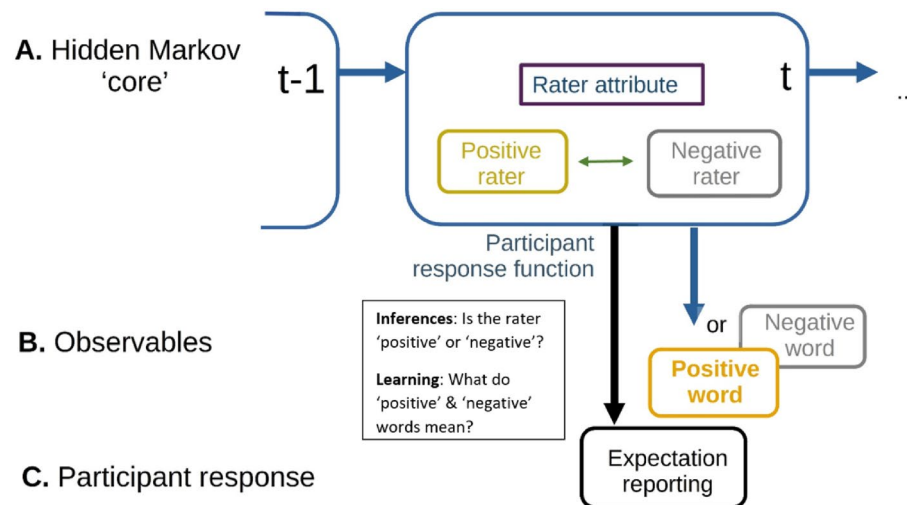 A. Hidden Markov
‘core’
t-1
Rater attribute
t
Positive
rater
Negative
rater
..
Participant
response function
Inferences: Is the rater
‘positive’ or ‘negative’?
Learning: What do
‘positive’ & ‘negative’
words mean?
B. Observables
or
Negative
word
Positive
word
C. Participant response
Expectation
reporting